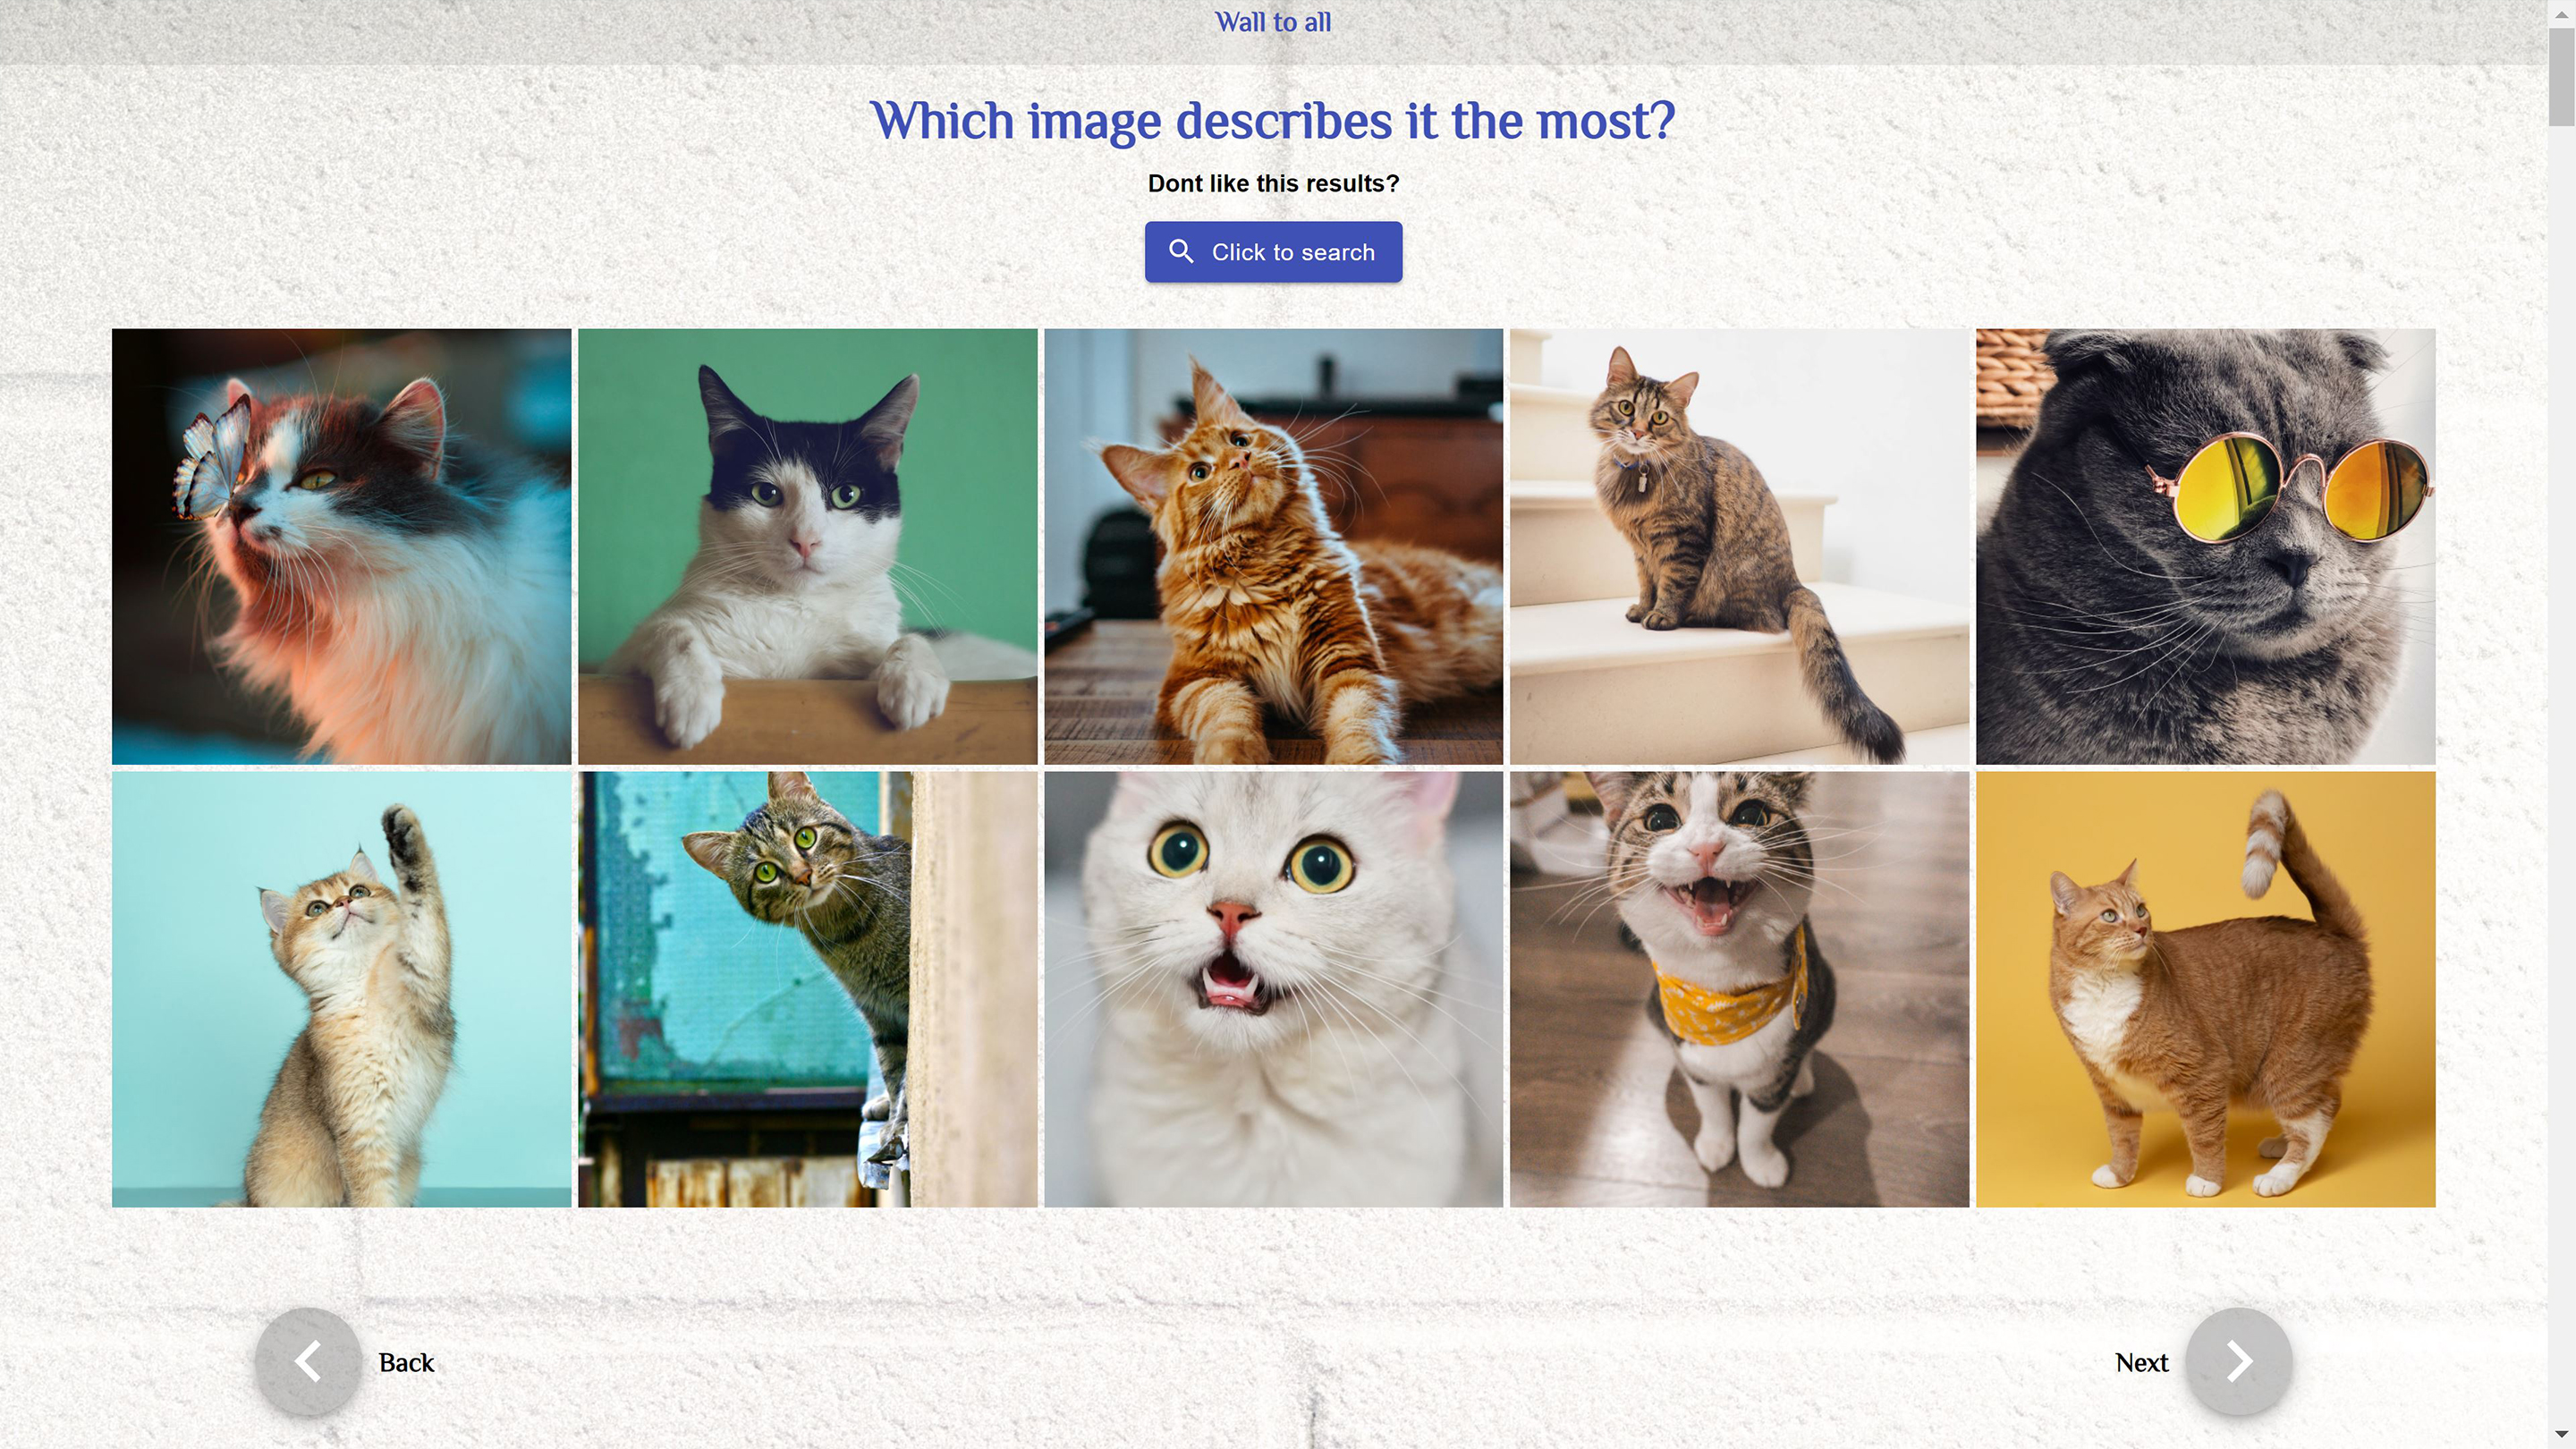 Wall to all
Which image describes it the most?
Dont like this results?
Click to search
Back
Next